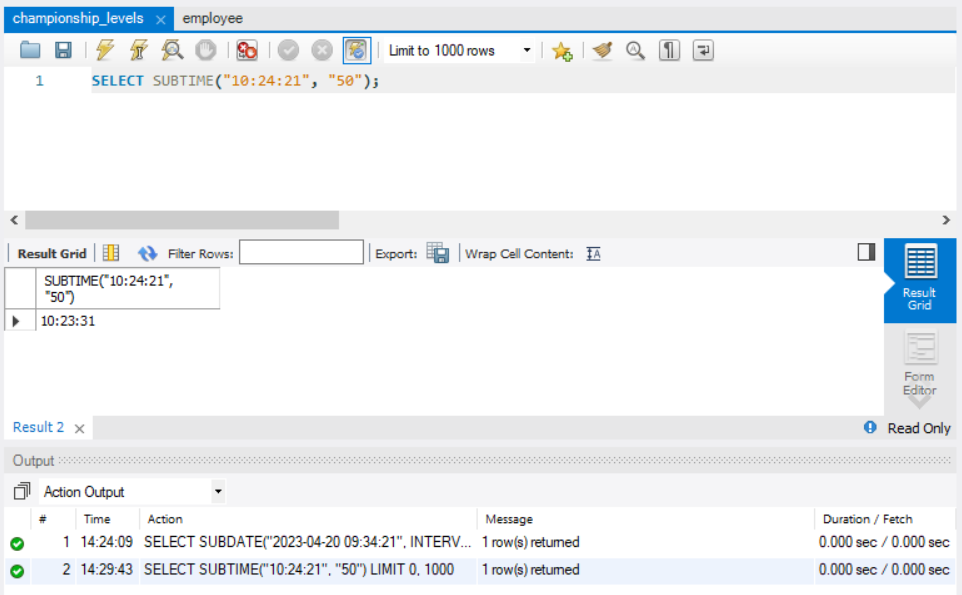 championship_levels × employee
Limit to 1000 rows
1 SELECT SUBTIME("10:24:21", "50");
Result Grid Filter Rows: Export: Wrap Cell Content: IA
SUBTIME("10:24:21",
"50")
10:23:31
Result
Grid
Form
Editor
Result 2 × Read Only
Output
Action Output
# Time Action Message Duration / Fetch
1 14:24:09 SELECT SUBDATE("2023-04-20 09:34:21", INTERV... 1 row(s) returned 0.000 sec / 0.000 sec
2 14:29:43 SELECT SUBTIME("10:24:21", "50") LIMIT 0, 1000 1 row(s) returned 0.000 sec / 0.000 sec